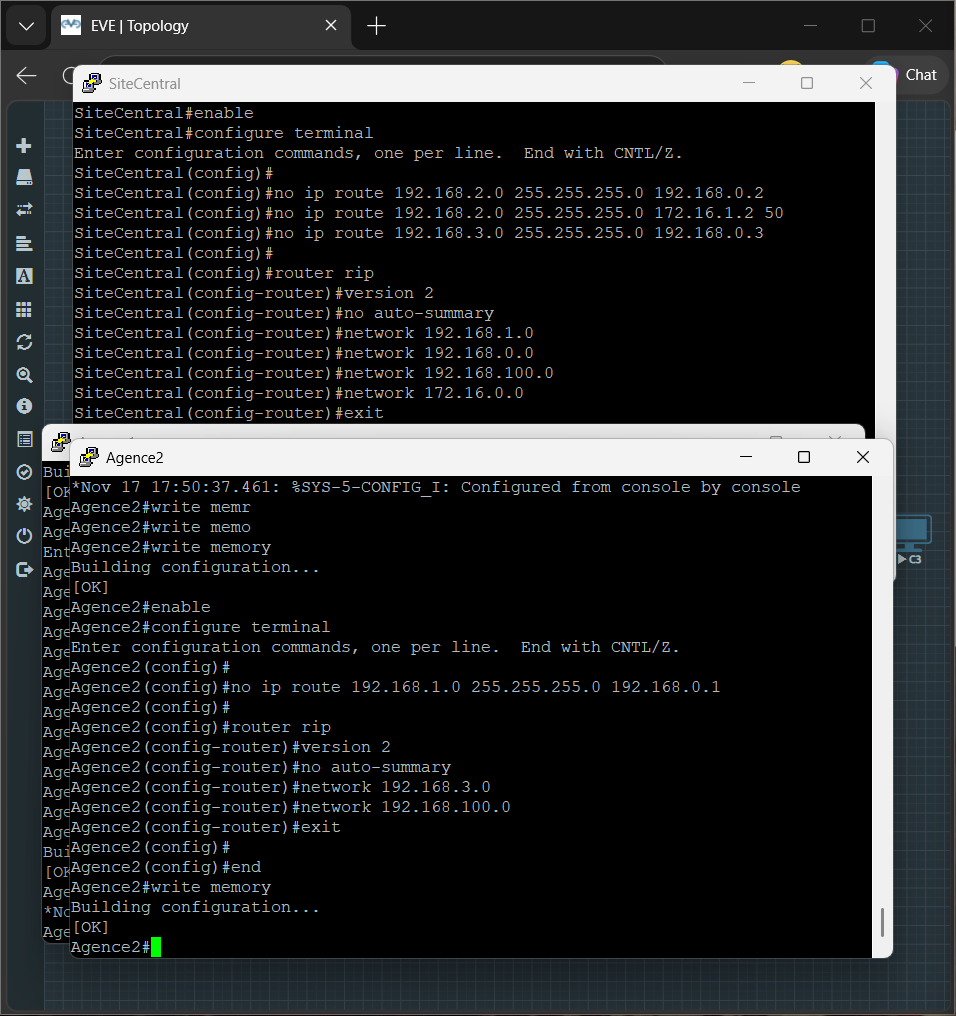 EVE | Topology
Chat
SiteCentral
SiteCentral#enable
SiteCentral#configure terminal
Enter configuration commands, one per line.  End with CNTL/Z.
SiteCentral(config)#
SiteCentral(config)#no ip route 192.168.2.0 255.255.255.0 192.168.0.2
SiteCentral(config)#no ip route 192.168.2.0 255.255.255.0 172.16.1.2 50
SiteCentral(config)#no ip route 192.168.3.0 255.255.255.0 192.168.0.3
SiteCentral(config)#
SiteCentral(config)#router rip
SiteCentral(config-router)#version 2
SiteCentral(config-router)#no auto-summary
SiteCentral(config-router)#network 192.168.1.0
SiteCentral(config-router)#network 192.168.0.0
SiteCentral(config-router)#network 192.168.100.0
SiteCentral(config-router)#network 172.16.0.0
SiteCentral(config-router)#exit
Agence2
*Nov 17 17:50:37.461: %SYS-5-CONFIG_I: Configured from console by console
Agence2#write memr
Agence2#write memo
Agence2#write memory
Building configuration...
[OK]
Agence2#enable
Agence2#configure terminal
Enter configuration commands, one per line.  End with CNTL/Z.
Agence2(config)#
Agence2(config)#no ip route 192.168.1.0 255.255.255.0 192.168.0.1
Agence2(config)#
Agence2(config)#router rip
Agence2(config-router)#version 2
Agence2(config-router)#no auto-summary
Agence2(config-router)#network 192.168.3.0
Agence2(config-router)#network 192.168.100.0
Agence2(config-router)#exit
Agence2(config)#
Agence2(config)#end
Agence2#write memory
Building configuration...
[OK]
Agence2#
C3